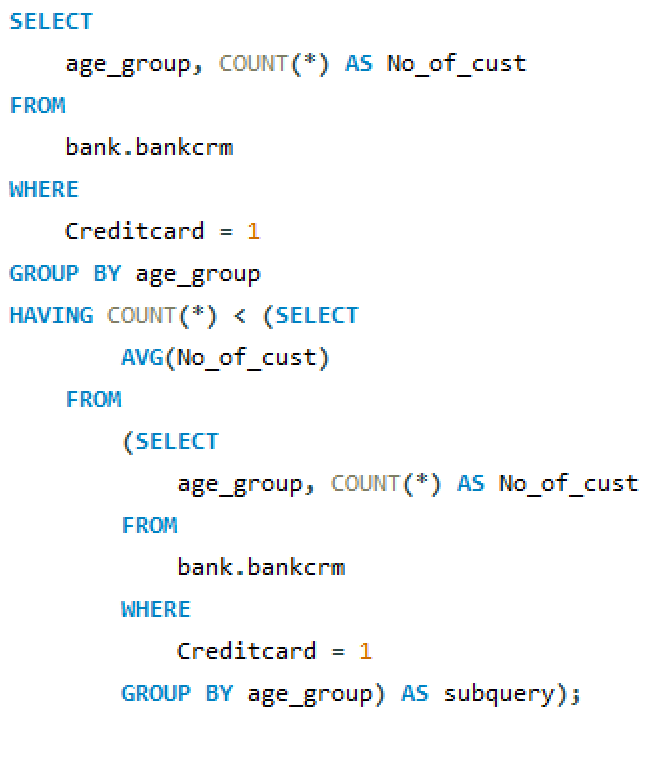 SELECT
    age_group, COUNT(*) AS No_of_cust
FROM
    bank.bankcrm
WHERE
    Creditcard = 1
GROUP BY age_group
HAVING COUNT(*) < (SELECT
        AVG(No_of_cust)
    FROM
        (SELECT
            age_group, COUNT(*) AS No_of_cust
        FROM
            bank.bankcrm
        WHERE
            Creditcard = 1
        GROUP BY age_group) AS subquery);